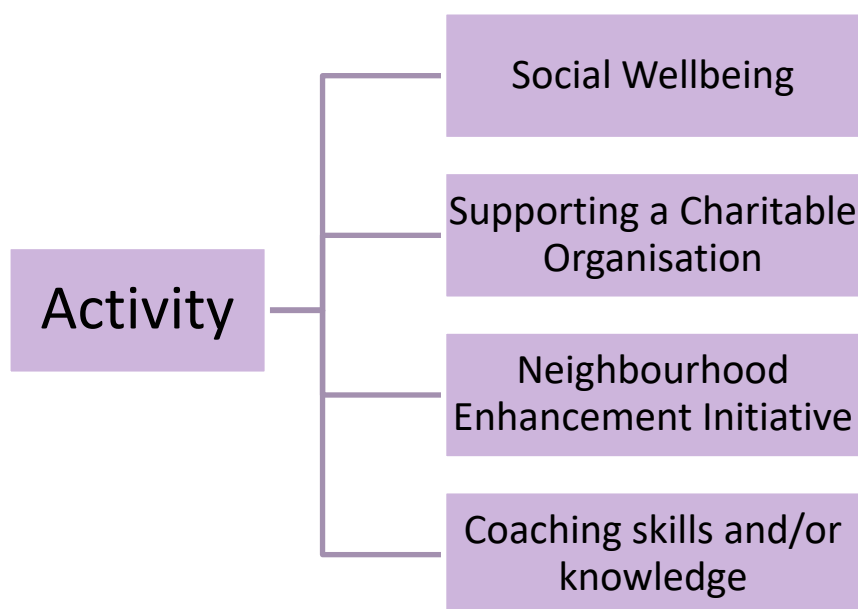 Activity
Social Wellbeing
Supporting a Charitable
Organisation
Neighbourhood
Enhancement Initiative
Coaching skills and/or
knowledge